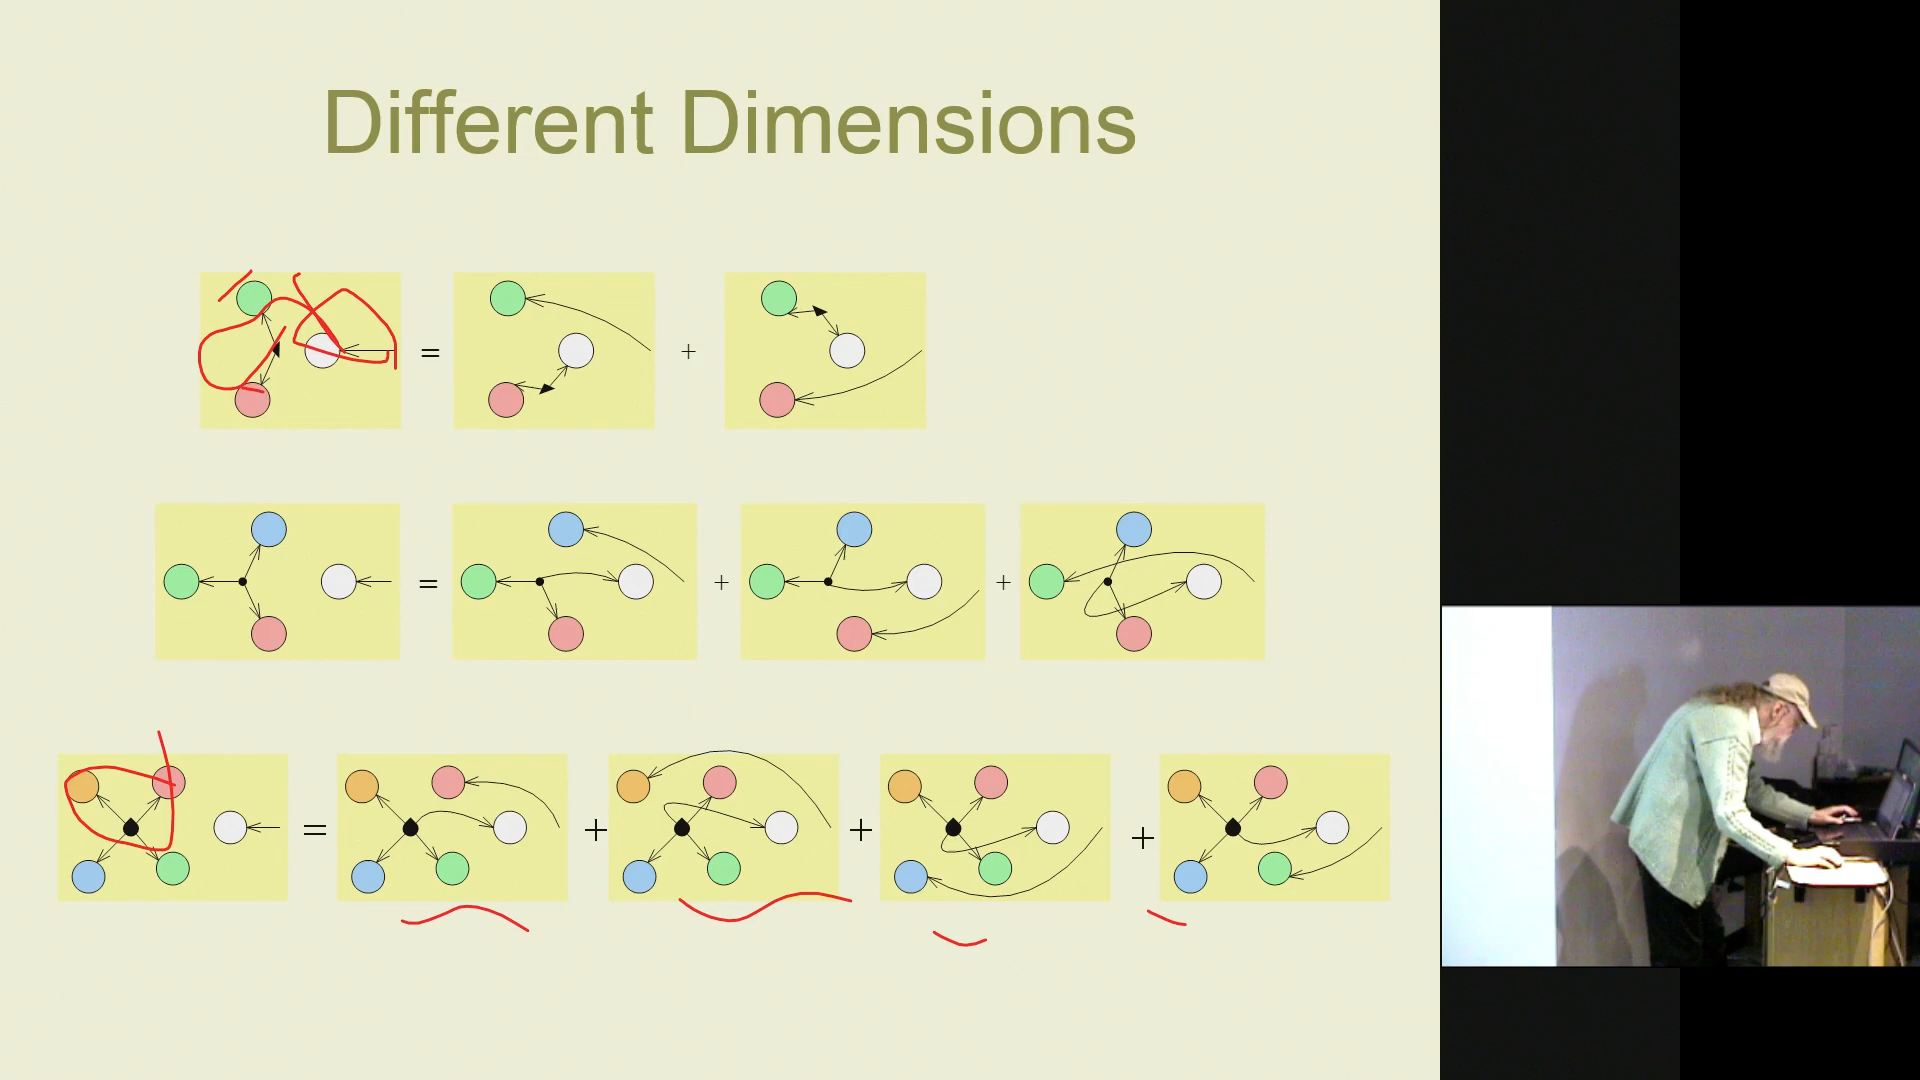 Different Dimensions
= +
= + +
= + + +